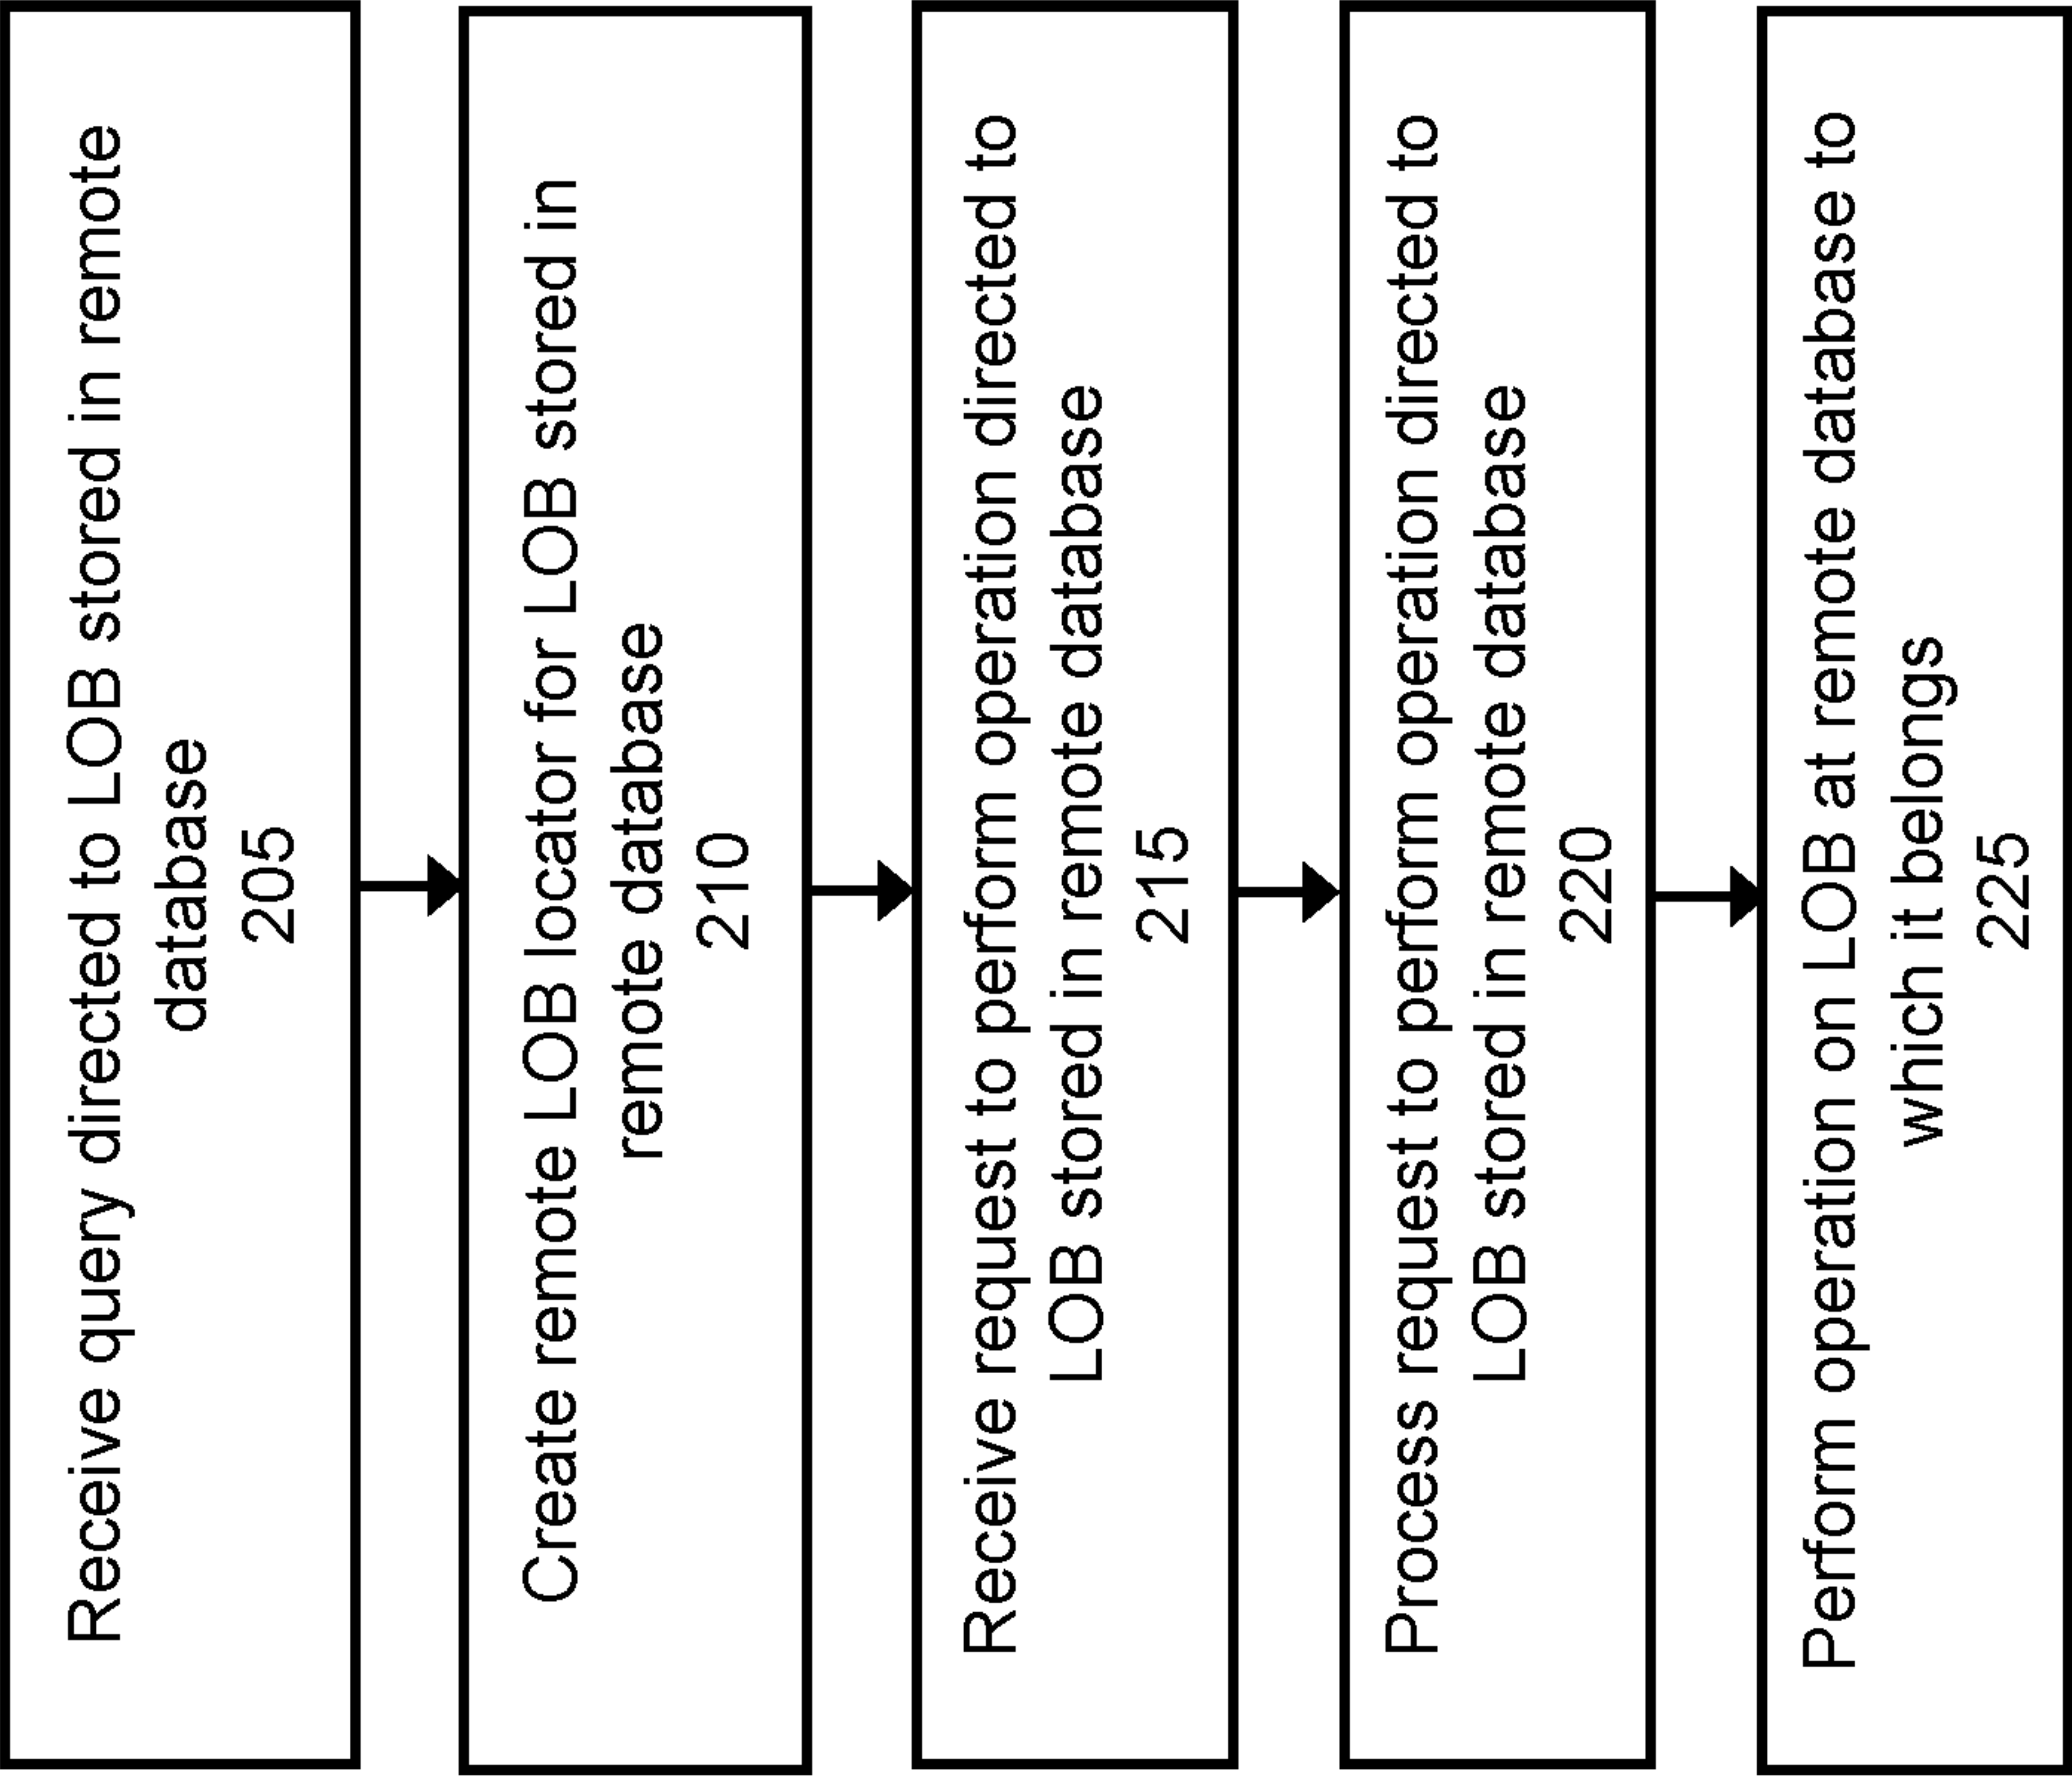 Receive query directed to LOB stored in remote
database
205
Create remote LOB locator for LOB stored in
remote database
210
Receive request to perform operation directed to
LOB stored in remote database
215
Process request to perform operation directed to
LOB stored in remote database
220
Perform operation on LOB at remote database to
which it belongs
225